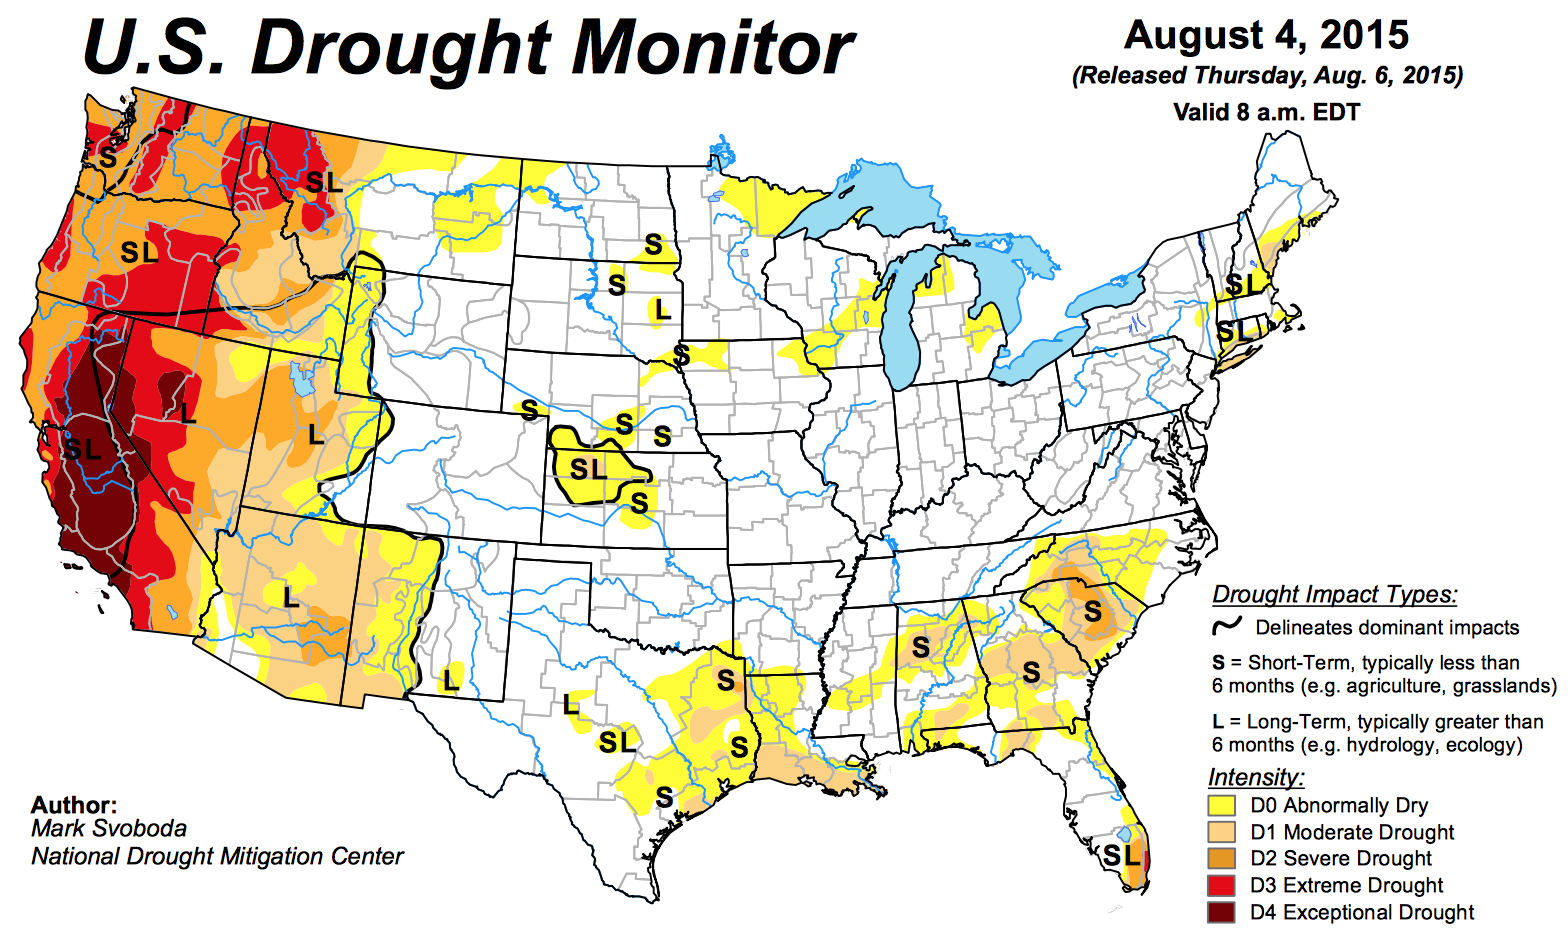 U.S. Drought Monitor
August 4, 2015
(Released Thursday, Aug. 6, 2015)
Valid 8 a.m. EDT
S
SL
SL
S
S
L
S
SL
SL
S
L
S
S
L
SL
SL
S
L
S
S
S
L
S
L
SL
S
S
SL
Drought Impact Types:
Delineates dominant impacts
S = Short-Term, typically less than
6 months (e.g. agriculture, grasslands)
L = Long-Term, typically greater than
6 months (e.g. hydrology, ecology)
Intensity:
D0 Abnormally Dry
D1 Moderate Drought
D2 Severe Drought
D3 Extreme Drought
D4 Exceptional Drought
Author:
Mark Svoboda
National Drought Mitigation Center